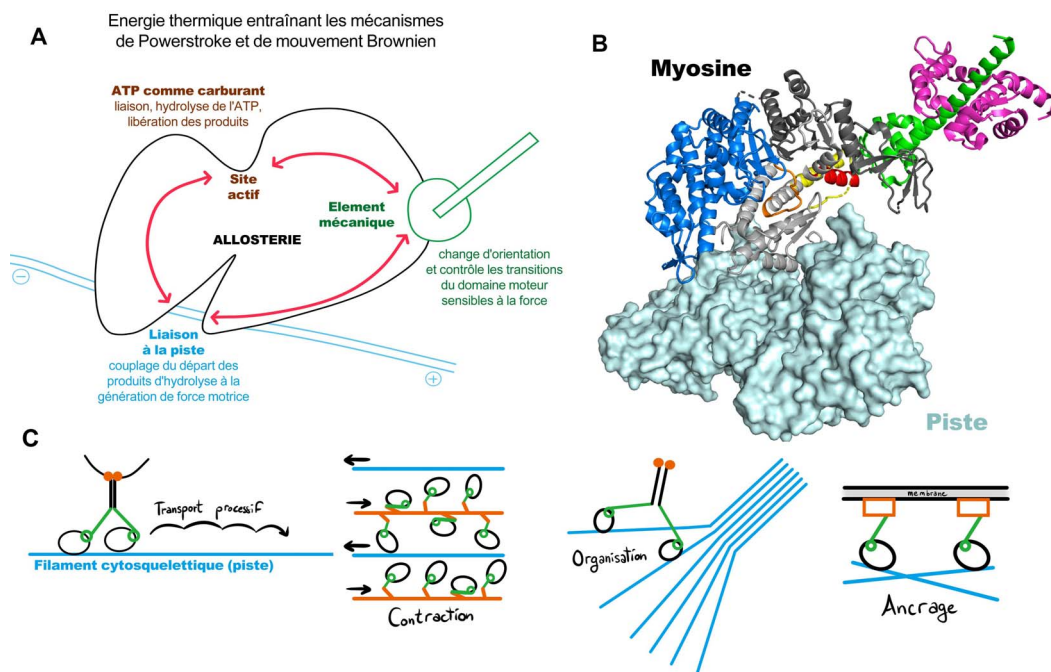 Energie thermique entraînant les mécanismes
de Powerstroke et de mouvement Brownien
A
ATP comme carburant
liaison, hydrolyse de l'ATP,
libération des produits
Site
actif
Element
mécanique
ALLOSTERIE
change d'orientation
et contrôle les transitions
du domaine moteur
sensibles à la force
−
Liaison
à la piste
couplage du départ des
produits d'hydrolyse à la
génération de force motrice
+
B
Myosine
Piste
C
Transport processif
Filament cytosquelettique (piste)
Contraction
Organisation
membrane
Ancrage